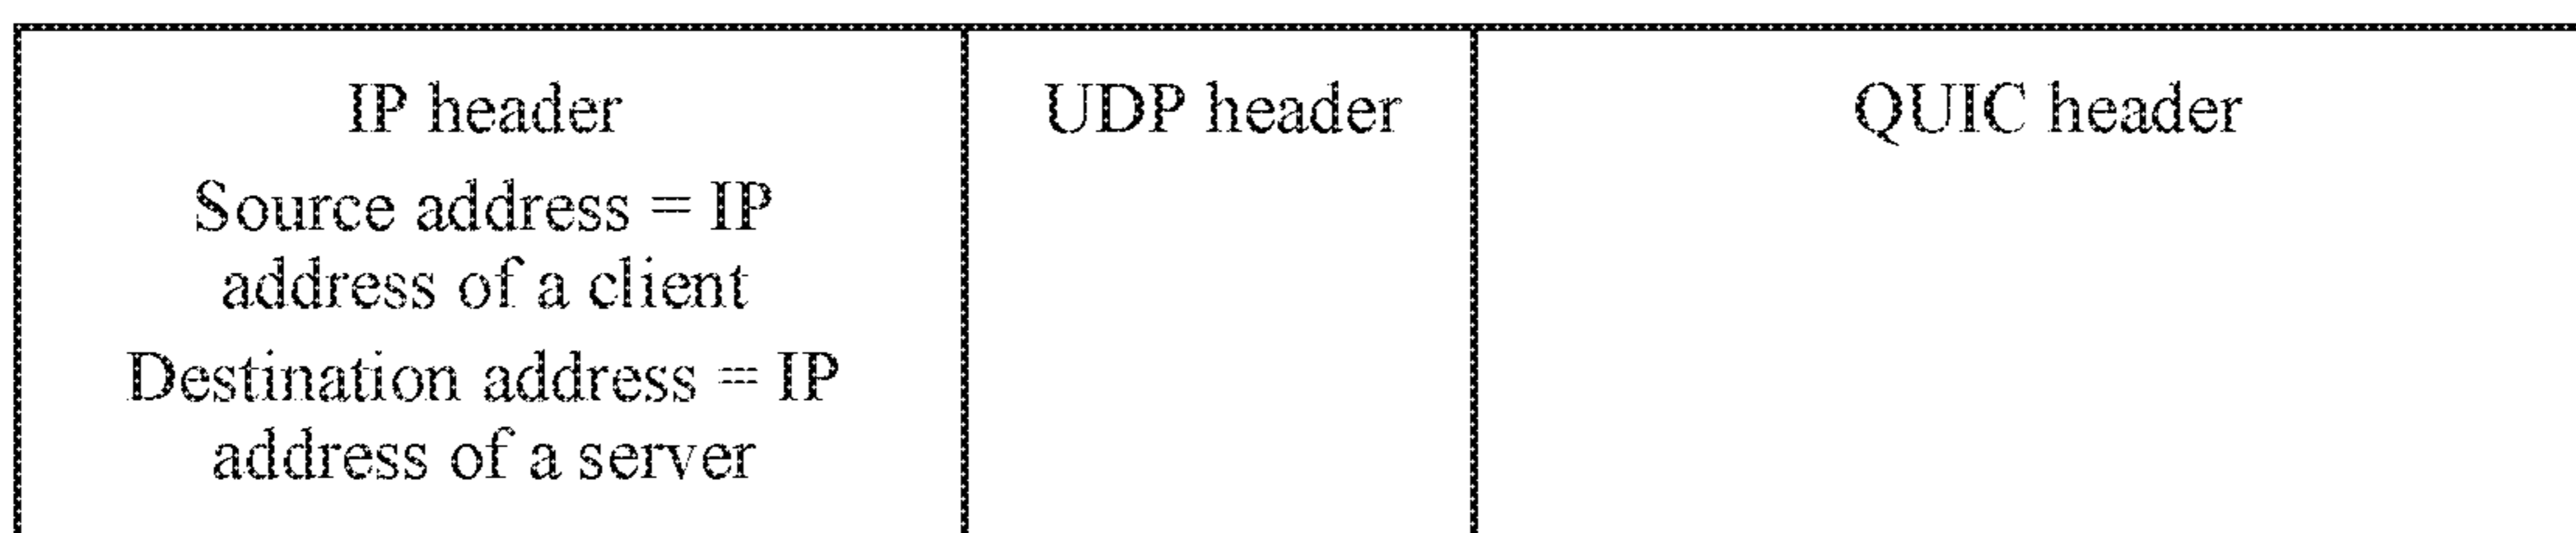 IP header
Source address = IP
address of a client
Destination address = IP
address of a server
UDP header
QUIC header